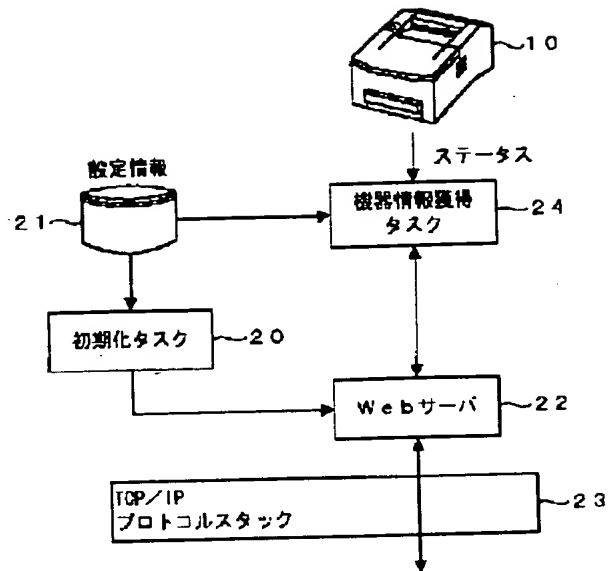 10
ステータス
設定情報
21
機器情報獲得
タスク
24
初期化タスク
20
Webサーバ
22
TCP/IP
プロトコルスタック
23